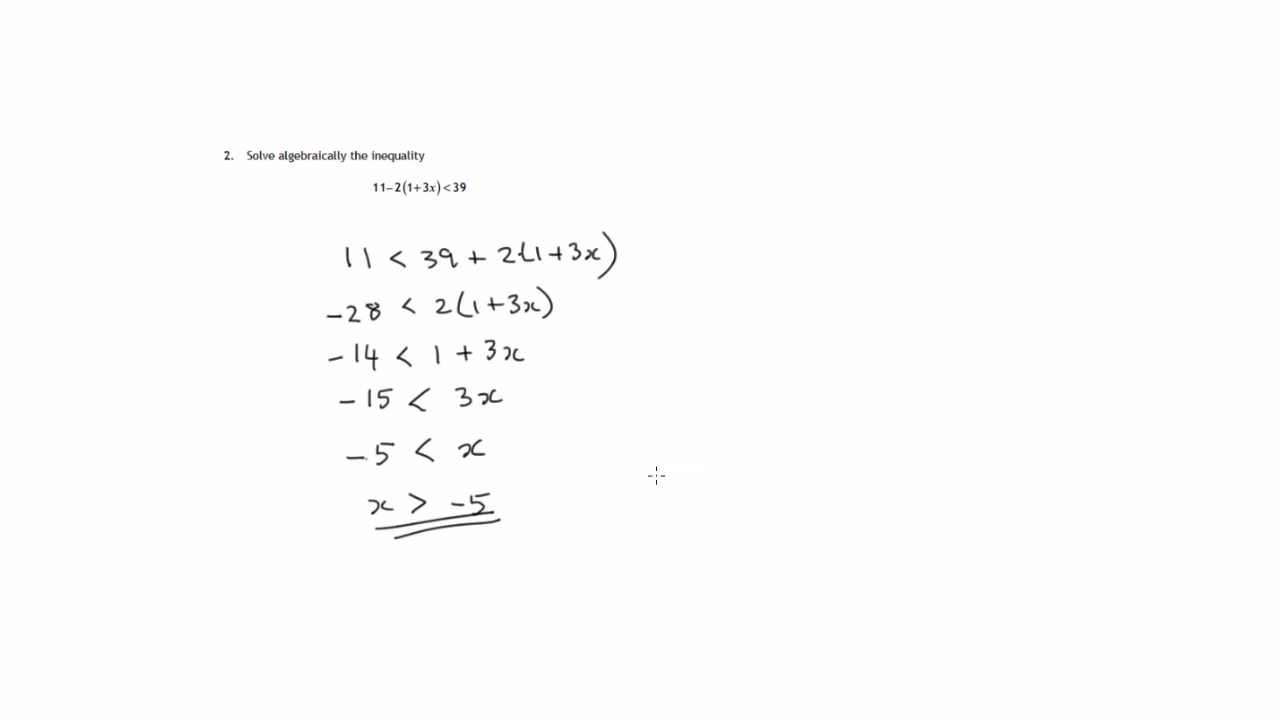 2. Solve algebraically the inequality
11−2(1+3x)<39
11 < 39 + 2(1+3x)
-28 < 2(1+3x)
-14 < 1 + 3x
-15 < 3x
-5 < x
x > -5